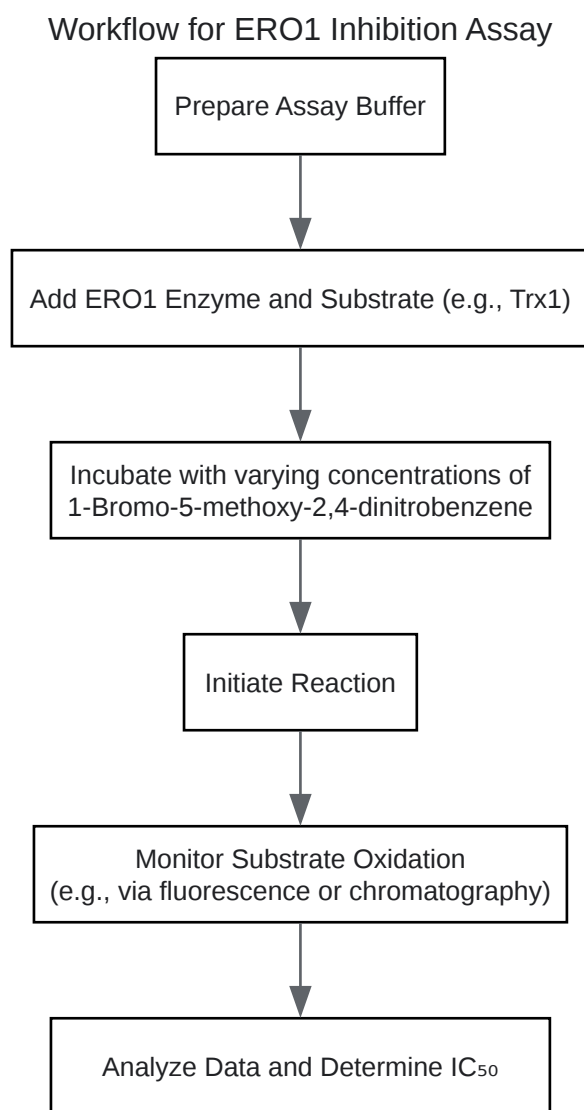 Workflow for ERO1 Inhibition Assay
Prepare Assay Buffer
Add ERO1 Enzyme and Substrate (e.g., Trx1)
Incubate with varying concentrations of
1-Bromo-5-methoxy-2,4-dinitrobenzene
Initiate Reaction
Monitor Substrate Oxidation
(e.g., via fluorescence or chromatography)
Analyze Data and Determine IC₅₀